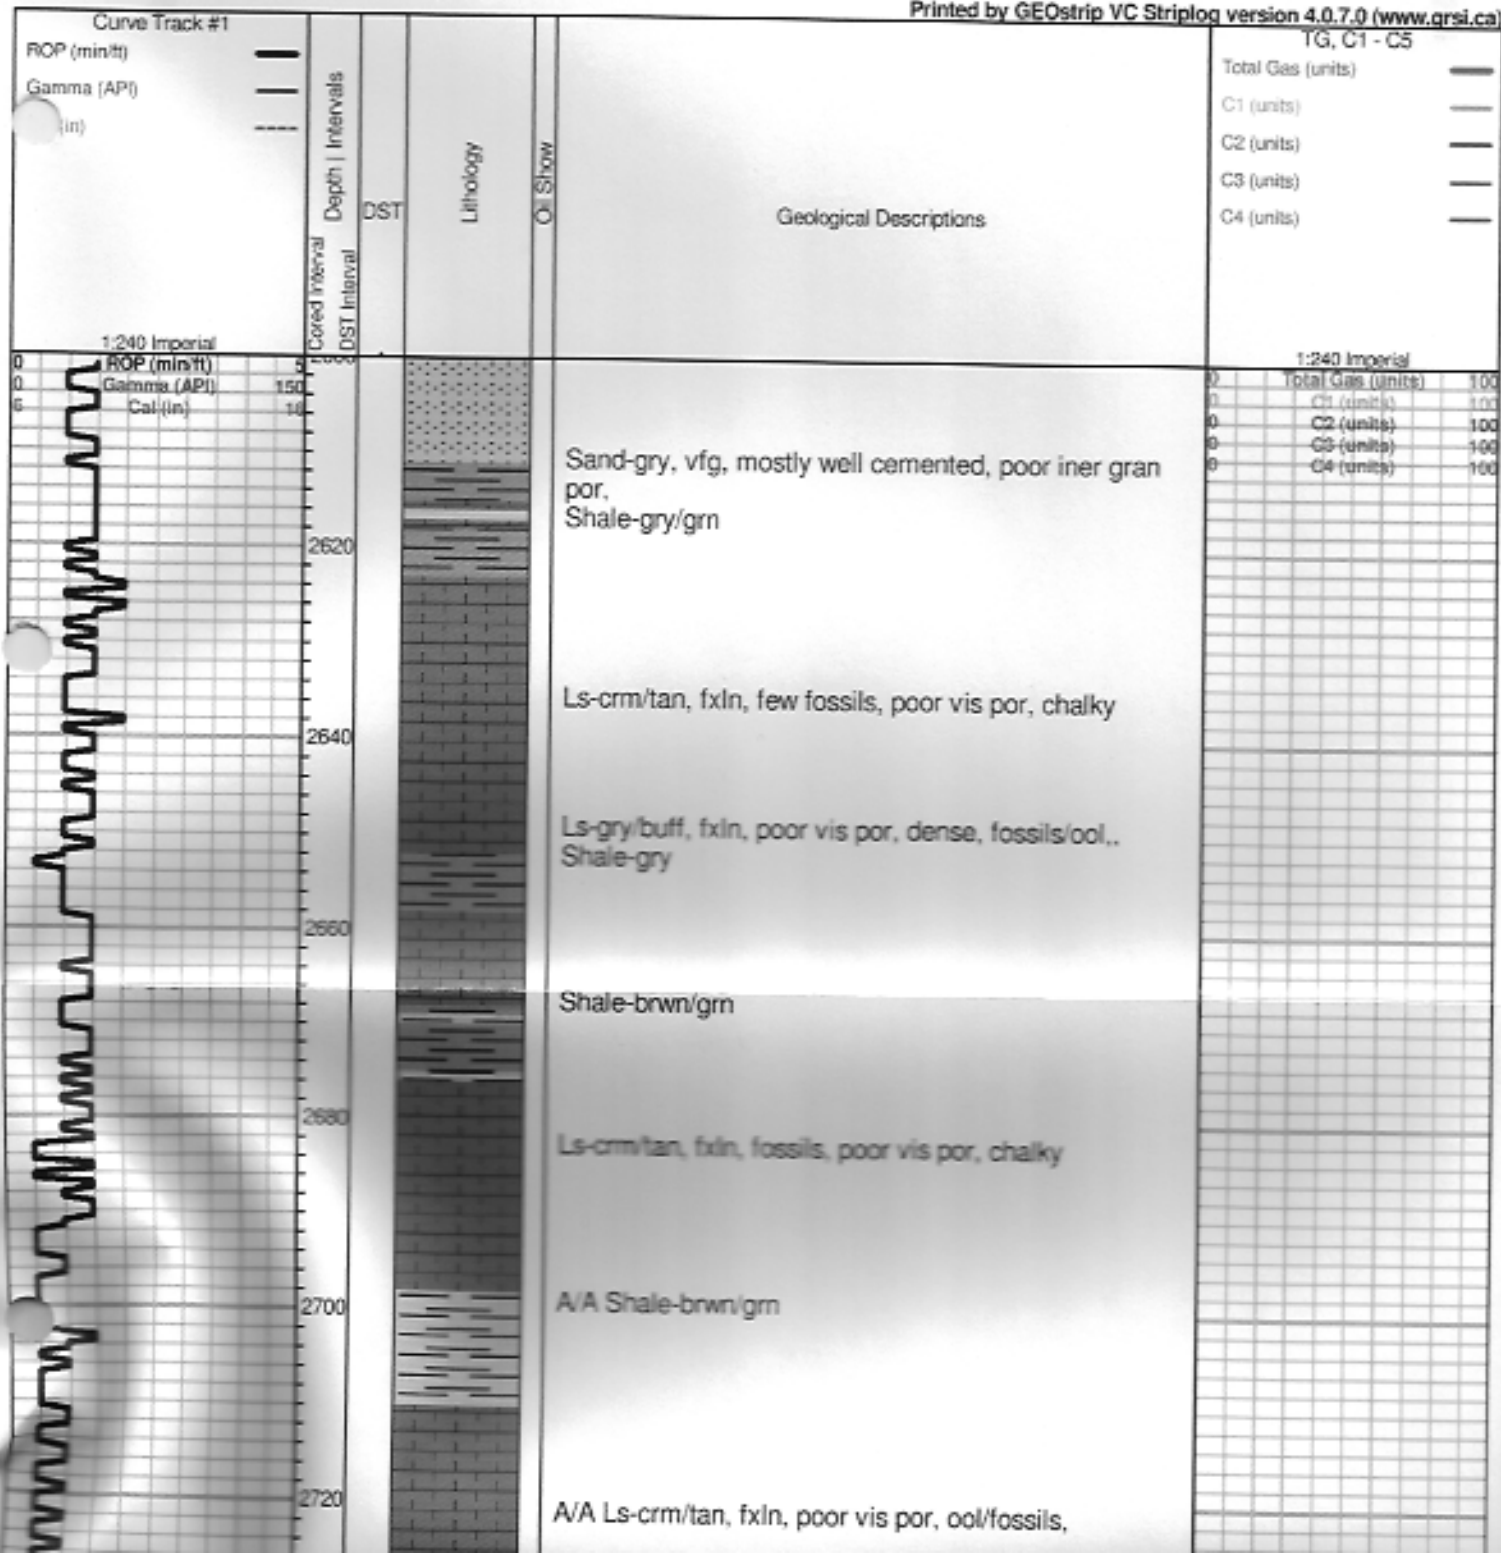 Printed by GEOstrip VC Striplog version 4.0.7.0 (www.grsi.ca)
Curve Track #1
ROP (min/ft)
Gamma (API)
(in)
1:240 Imperial
Cored Interval
Depth | Intervals
DST Interval
DST
Lithology
Oil Show
Geological Descriptions
TG, C1 - C5
Total Gas (units)
C1 (units)
C2 (units)
C3 (units)
C4 (units)
1:240 Imperial
0 ROP (min/ft) 5
0 Gamma (API) 150
6 Cal (in) 16
0 Total Gas (units) 100
0 C1 (units) 100
0 C2 (units) 100
0 C3 (units) 100
0 C4 (units) 100
Sand-gry, vfg, mostly well cemented, poor iner gran
por,
Shale-gry/grn
2620
Ls-crm/tan, fxln, few fossils, poor vis por, chalky
2640
Ls-gry/buff, fxln, poor vis por, dense, fossils/ool,,
Shale-gry
2660
Shale-brwn/grn
2680
Ls-crm/tan, fxln, fossils, poor vis por, chalky
2700
A/A Shale-brwn/grn
2720
A/A Ls-crm/tan, fxln, poor vis por, ool/fossils,